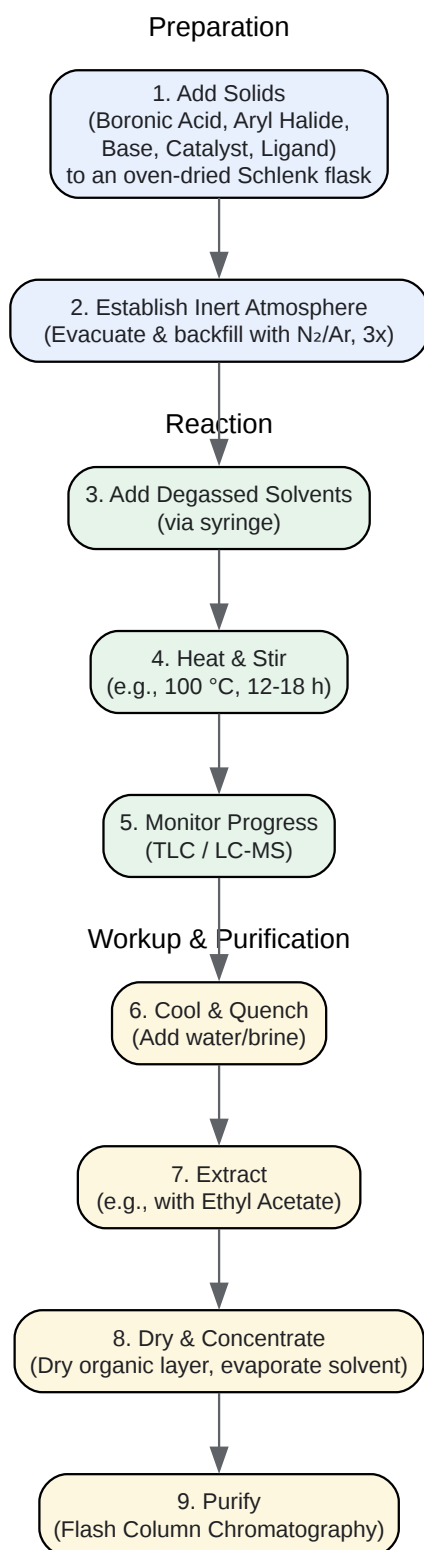 Preparation
1. Add Solids
(Boronic Acid, Aryl Halide,
Base, Catalyst, Ligand)
to an oven-dried Schlenk flask
2. Establish Inert Atmosphere
(Evacuate & backfill with N₂/Ar, 3x)
Reaction
3. Add Degassed Solvents
(via syringe)
4. Heat & Stir
(e.g., 100 °C, 12-18 h)
5. Monitor Progress
(TLC / LC-MS)
Workup & Purification
6. Cool & Quench
(Add water/brine)
7. Extract
(e.g., with Ethyl Acetate)
8. Dry & Concentrate
(Dry organic layer, evaporate solvent)
9. Purify
(Flash Column Chromatography)